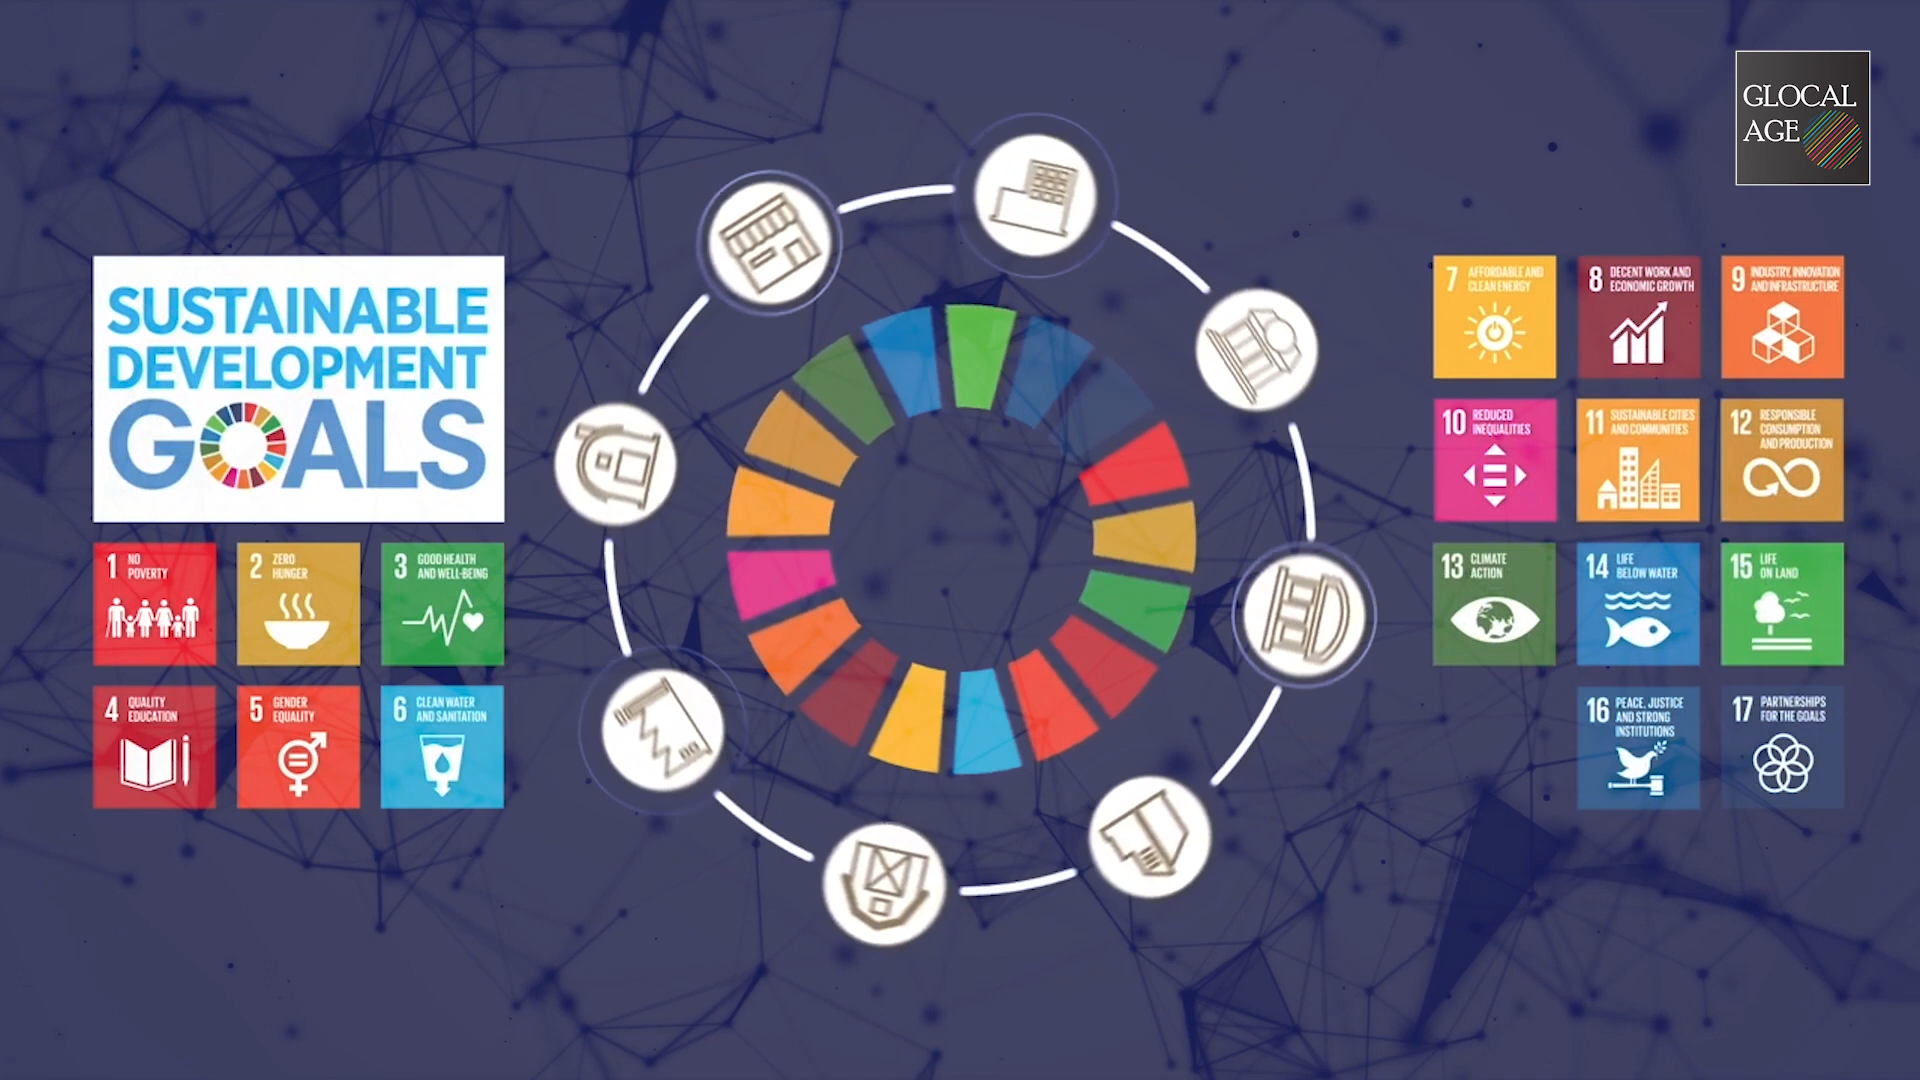 GLOCAL
AGE
SUSTAINABLE
DEVELOPMENT
GOALS
1 NO
POVERTY
2 ZERO
HUNGER
3 GOOD HEALTH
AND WELL-BEING
4 QUALITY
EDUCATION
5 GENDER
EQUALITY
6 CLEAN WATER
AND SANITATION
7 AFFORDABLE AND
CLEAN ENERGY
8 DECENT WORK AND
ECONOMIC GROWTH
9 INDUSTRY, INNOVATION
AND INFRASTRUCTURE
10 REDUCED
INEQUALITIES
11 SUSTAINABLE CITIES
AND COMMUNITIES
12 RESPONSIBLE
CONSUMPTION
AND PRODUCTION
13 CLIMATE
ACTION
14 LIFE
BELOW WATER
15 LIFE
ON LAND
16 PEACE, JUSTICE
AND STRONG
INSTITUTIONS
17 PARTNERSHIPS
FOR THE GOALS